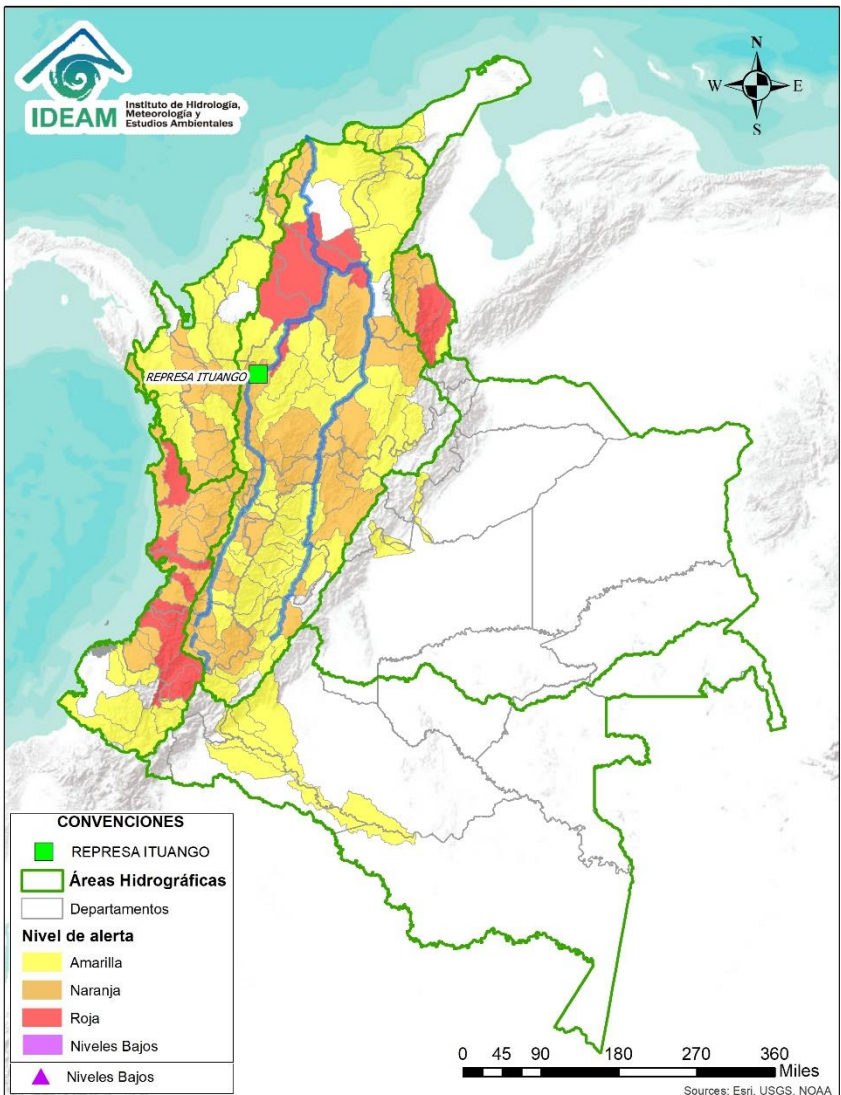 IDEAM
Instituto de Hidrología,
Meteorología y
Estudios Ambientales
N
W
E
S
REPRESA ITUANGO
CONVENCIONES
REPRESA ITUANGO
Áreas Hidrográficas
Departamentos
Nivel de alerta
Amarilla
Naranja
Roja
Niveles Bajos
Niveles Bajos
0 45 90 180 270 360
Miles
Sources: Esri, USGS, NOAA